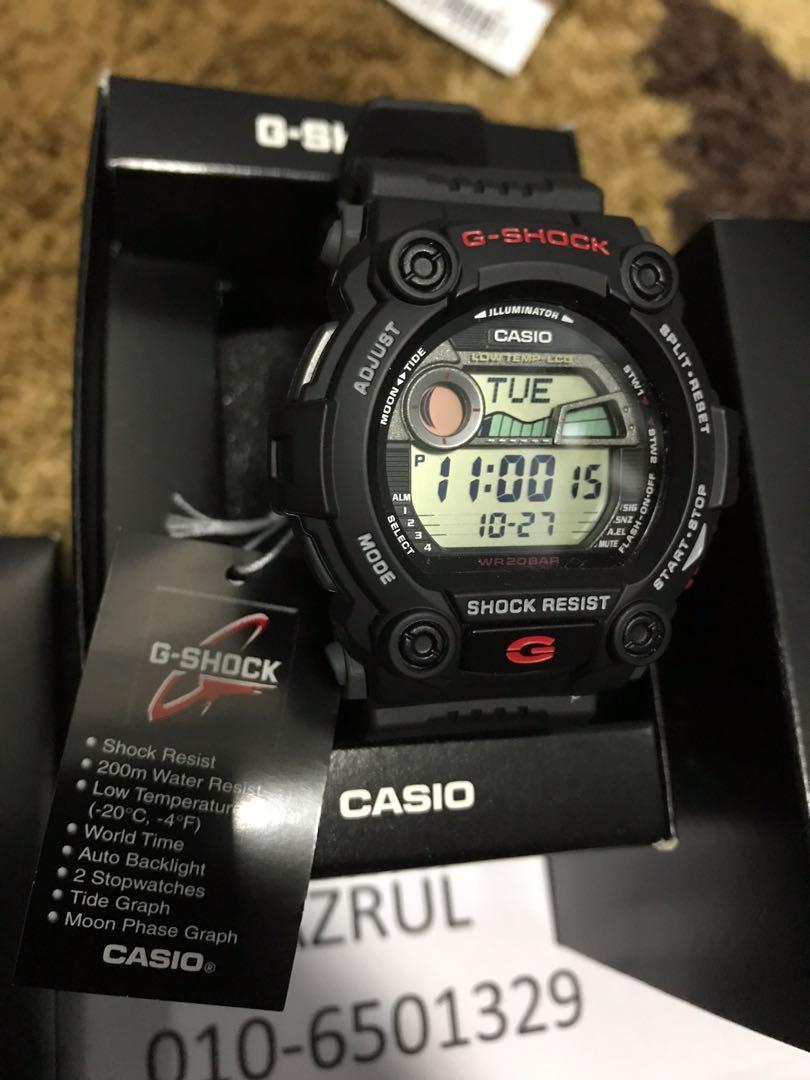 G-SH
G-SHOCK
ILLUMINATOR
CASIO
LOW TEMP-LCD
ADJUST
MOON TIDE
SPLIT•RESET
STW1 STW2
TUE
P 11:00 15
10-27
ALM
1
2
3
4
SELECT
MODE
SIG
SNZ
A.EL
MUTE
FLASH•ON•OFF
START•STOP
WR20BAR
SHOCK RESIST
G
CASIO
G-SHOCK
• Shock Resist
• 200m Water Resist
• Low Temperature
(-20°C, -4°F)
• World Time
• Auto Backlight
• 2 Stopwatches
• Tide Graph
• Moon Phase Graph
CASIO®
AZRUL
010-6501329